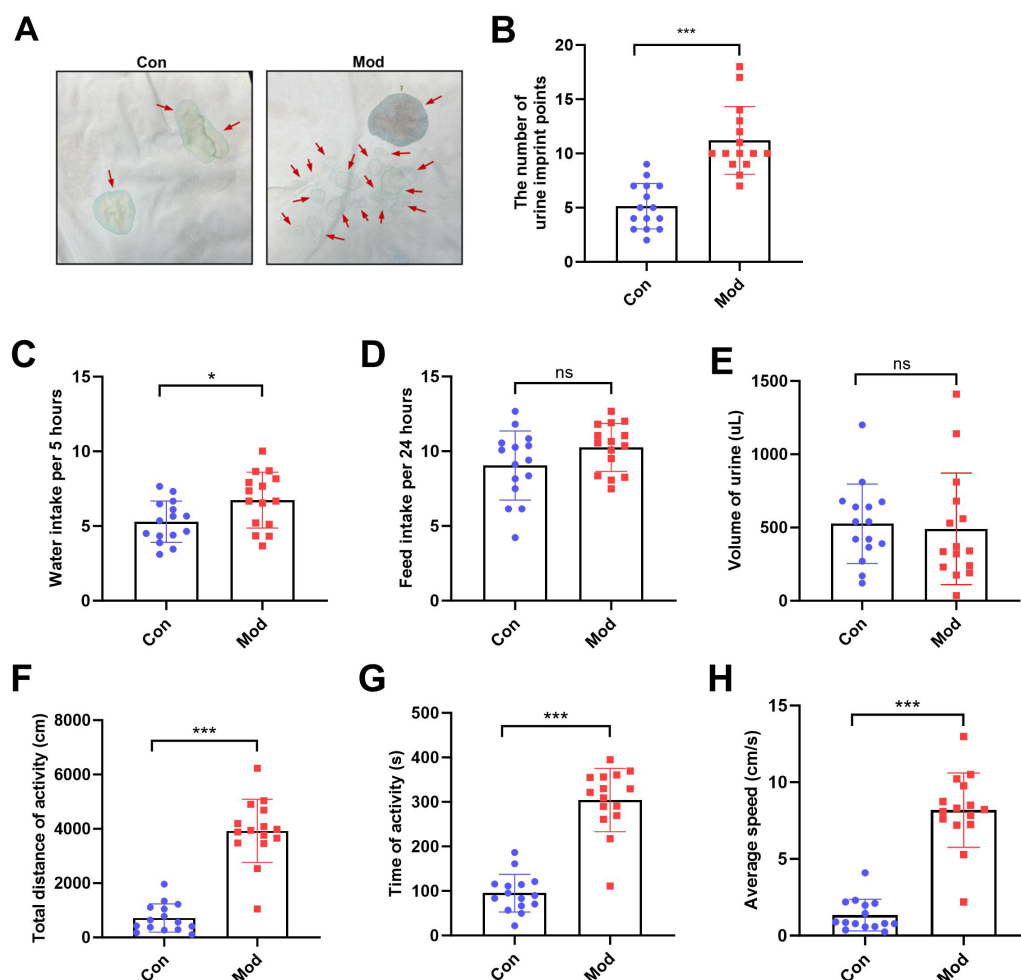 A
Con
Mod
B
The number of
urine imprint points
20
15
10
5
0
***
Con
Mod
C
Water intake per 5 hours
15
10
5
0
*
Con
Mod
D
Feed intake per 24 hours
15
10
5
0
ns
Con
Mod
E
Volume of urine (uL)
1500
1000
500
0
ns
Con
Mod
F
Total distance of activity (cm)
8000
6000
4000
2000
0
***
Con
Mod
G
Time of activity (s)
500
400
300
200
100
0
***
Con
Mod
H
Average speed (cm/s)
15
10
5
0
***
Con
Mod